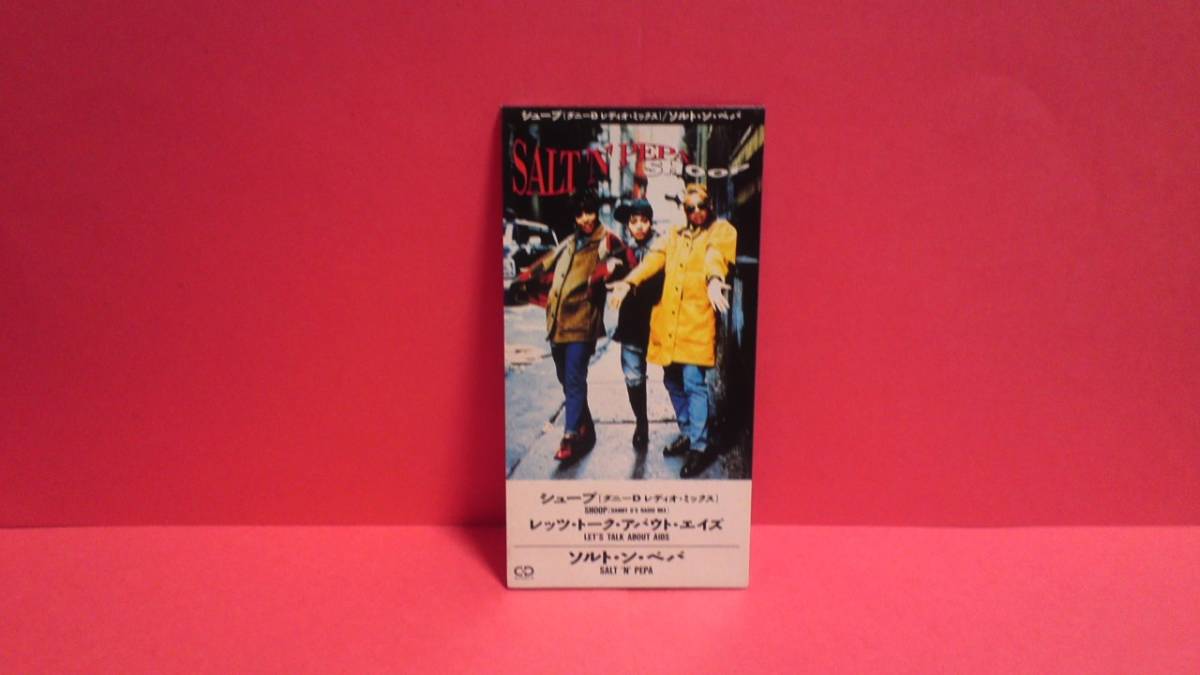 シュープ[ダニーD レディオ・ミックス]/ソルト・ン・ペパ
SALT 'N' PEPA
SHOOP
シュープ[ダニーD レディオ・ミックス]
SHOOP[DANNY D'S RADIO MIX]
レッツ・トーク・アバウト・エイズ
LET'S TALK ABOUT AIDS
ソルト・ン・ペパ
SALT 'N' PEPA
CD